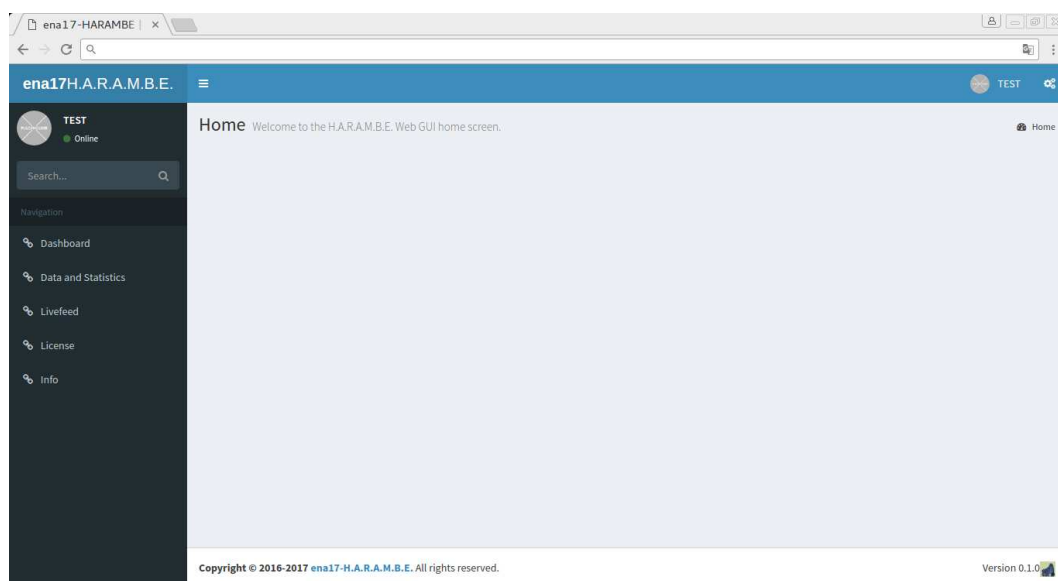 ena17-HARAMBE |
ena17H.A.R.A.M.B.E.
TEST
TEST
Online
Home Welcome to the H.A.R.A.M.B.E. Web GUI home screen.
Home
Search...
Navigation
Dashboard
Data and Statistics
Livefeed
License
Info
Copyright © 2016-2017 ena17-H.A.R.A.M.B.E. All rights reserved.
Version 0.1.0